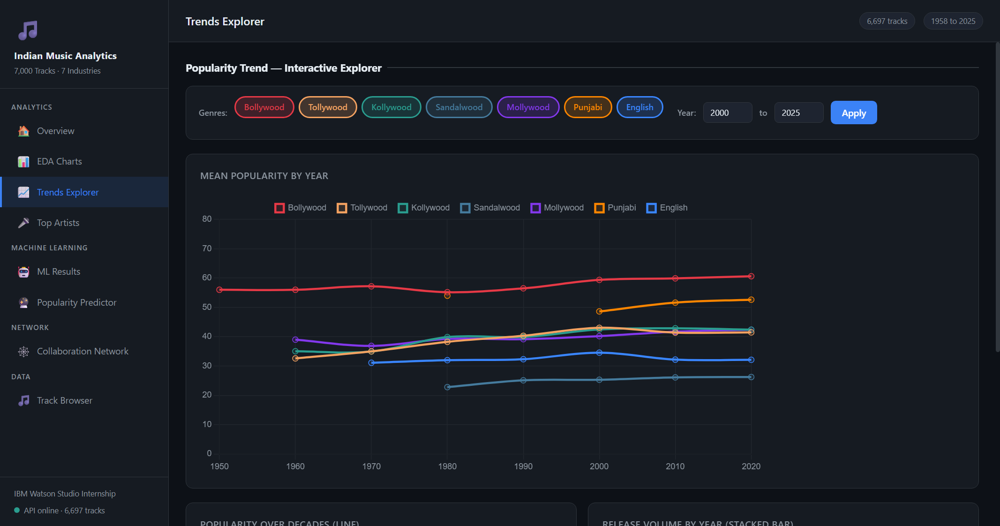 Indian Music Analytics
7,000 Tracks · 7 Industries
ANALYTICS
Overview
EDA Charts
Trends Explorer
Top Artists
MACHINE LEARNING
ML Results
Popularity Predictor
NETWORK
Collaboration Network
DATA
Track Browser
IBM Watson Studio Internship
API online · 6,697 tracks
Trends Explorer
6,697 tracks
1958 to 2025
Popularity Trend — Interactive Explorer
Genres: Bollywood Tollywood Kollywood Sandalwood Mollywood Punjabi English Year: 2000 to 2025 Apply
MEAN POPULARITY BY YEAR
Bollywood Tollywood Kollywood Sandalwood Mollywood Punjabi English
80
70
60
50
40
30
20
10
0
1950 1960 1970 1980 1990 2000 2010 2020
POPULARITY OVER DECADES (LINE)
RELEASE VOLUME BY YEAR (STACKED BAR)